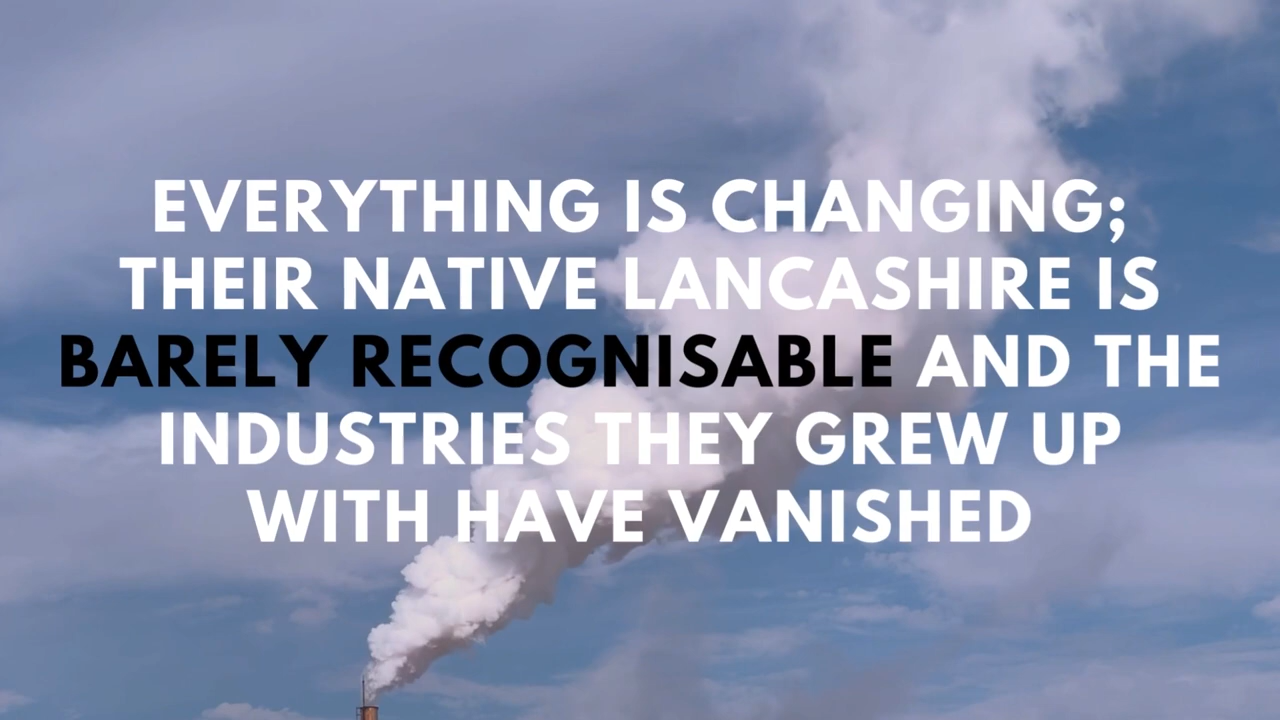 EVERYTHING IS CHANGING;
THEIR NATIVE LANCASHIRE IS
BARELY RECOGNISABLE AND THE
INDUSTRIES THEY GREW UP
WITH HAVE VANISHED